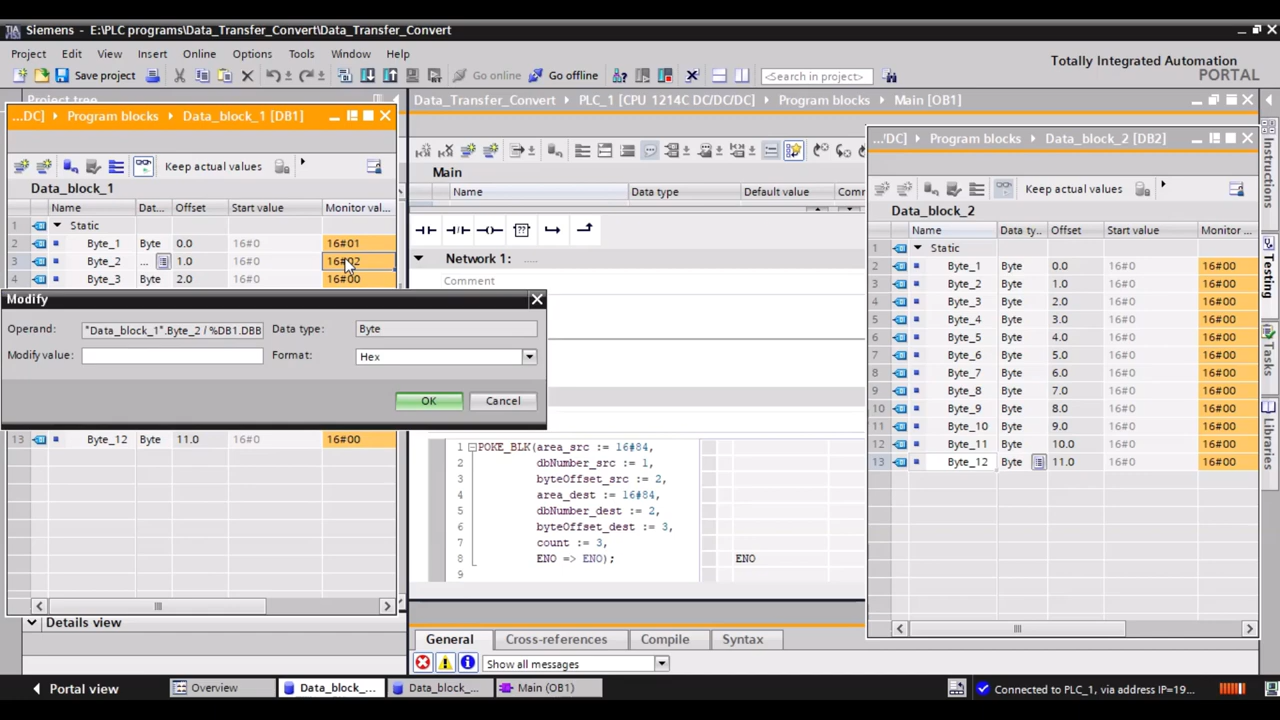 Siemens - E:\PLC programs\Data_Transfer_Convert\Data_Transfer_Convert
Project Edit View Insert Online Options Tools Window Help
Totally Integrated Automation
PORTAL
Save project Go online Go offline <Search in project>
Project tree
Data_Transfer_Convert PLC_1 [CPU 1214C DC/DC/DC] Program blocks Main [OB1]
...DC] Program blocks Data_block_1 [DB1]
Keep actual values
Data_block_1
Name Dat... Offset Start value Monitor val...
1 Static
2 Byte_1 Byte 0.0 16#0 16#01
3 Byte_2 ... 1.0 16#0 16#02
4 Byte_3 Byte 2.0 16#0 16#00
Modify
Operand: "Data_block_1".Byte_2 / %DB1.DBB Data type: Byte
Modify value: Format: Hex
OK Cancel
13 Byte_12 Byte 11.0 16#0 16#00
Details view
Main
Name Data type Default value Com
Network 1: .....
Comment
1 POKE_BLK(area_src := 16#84,
2 dbNumber_src := 1,
3 byteOffset_src := 2,
4 area_dest := 16#84,
5 dbNumber_dest := 2,
6 byteOffset_dest := 3,
7 count := 3,
8 ENO => ENO); ENO
9
General Cross-references Compile Syntax
Show all messages
Program blocks Data_block_2 [DB2]
Keep actual values
Data_block_2
Name Data ty... Offset Start value Monitor
1 Static
2 Byte_1 Byte 0.0 16#0 16#00
3 Byte_2 Byte 1.0 16#0 16#00
4 Byte_3 Byte 2.0 16#0 16#00
5 Byte_4 Byte 3.0 16#0 16#00
6 Byte_5 Byte 4.0 16#0 16#00
7 Byte_6 Byte 5.0 16#0 16#00
8 Byte_7 Byte 6.0 16#0 16#00
9 Byte_8 Byte 7.0 16#0 16#00
10 Byte_9 Byte 8.0 16#0 16#00
11 Byte_10 Byte 9.0 16#0 16#00
12 Byte_11 Byte 10.0 16#0 16#00
13 Byte_12 Byte 11.0 16#0 16#00
Instructions
Testing
Tasks
Libraries
Portal view Overview Data_block_... Data_block_... Main (OB1) Connected to PLC_1, via address IP=19...